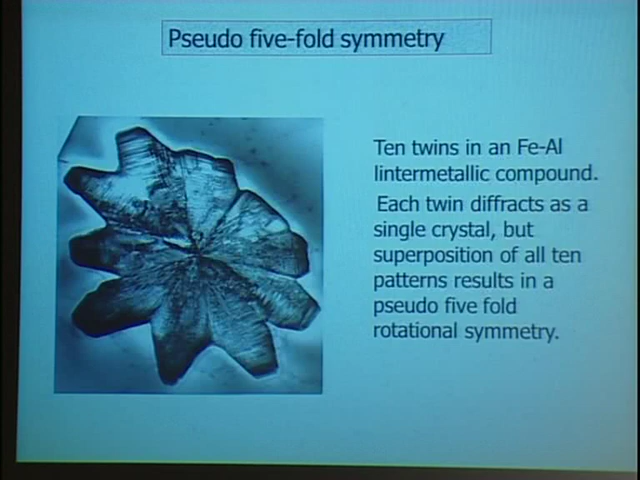 Pseudo five-fold symmetry
Ten twins in an Fe-Al
lintermetallic compound.
Each twin diffracts as a
single crystal, but
superposition of all ten
patterns results in a
pseudo five fold
rotational symmetry.